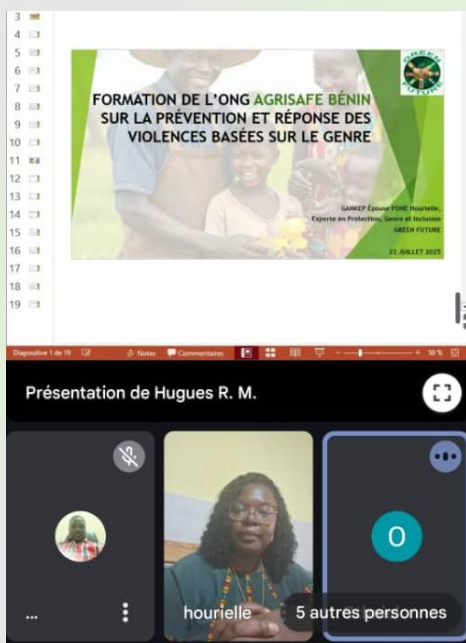 3
4
5
6
7
8
9
10
11
12
13
14
15
16
17
18
19
GREEN
FUTURE
FORMATION DE L'ONG AGRISAFE BÉNIN
SUR LA PRÉVENTION ET RÉPONSE DES
VIOLENCES BASÉES SUR LE GENRE
GANKEP Épouse FONE Hourielle,
Experte en Protection, Genre et Inclusion
GREEN FUTURE
23 JUILLET 2025
Diapositive 1 de 19 Notes Commentaires 50 %
Présentation de Hugues R. M.
O
... hourielle 5 autres personnes